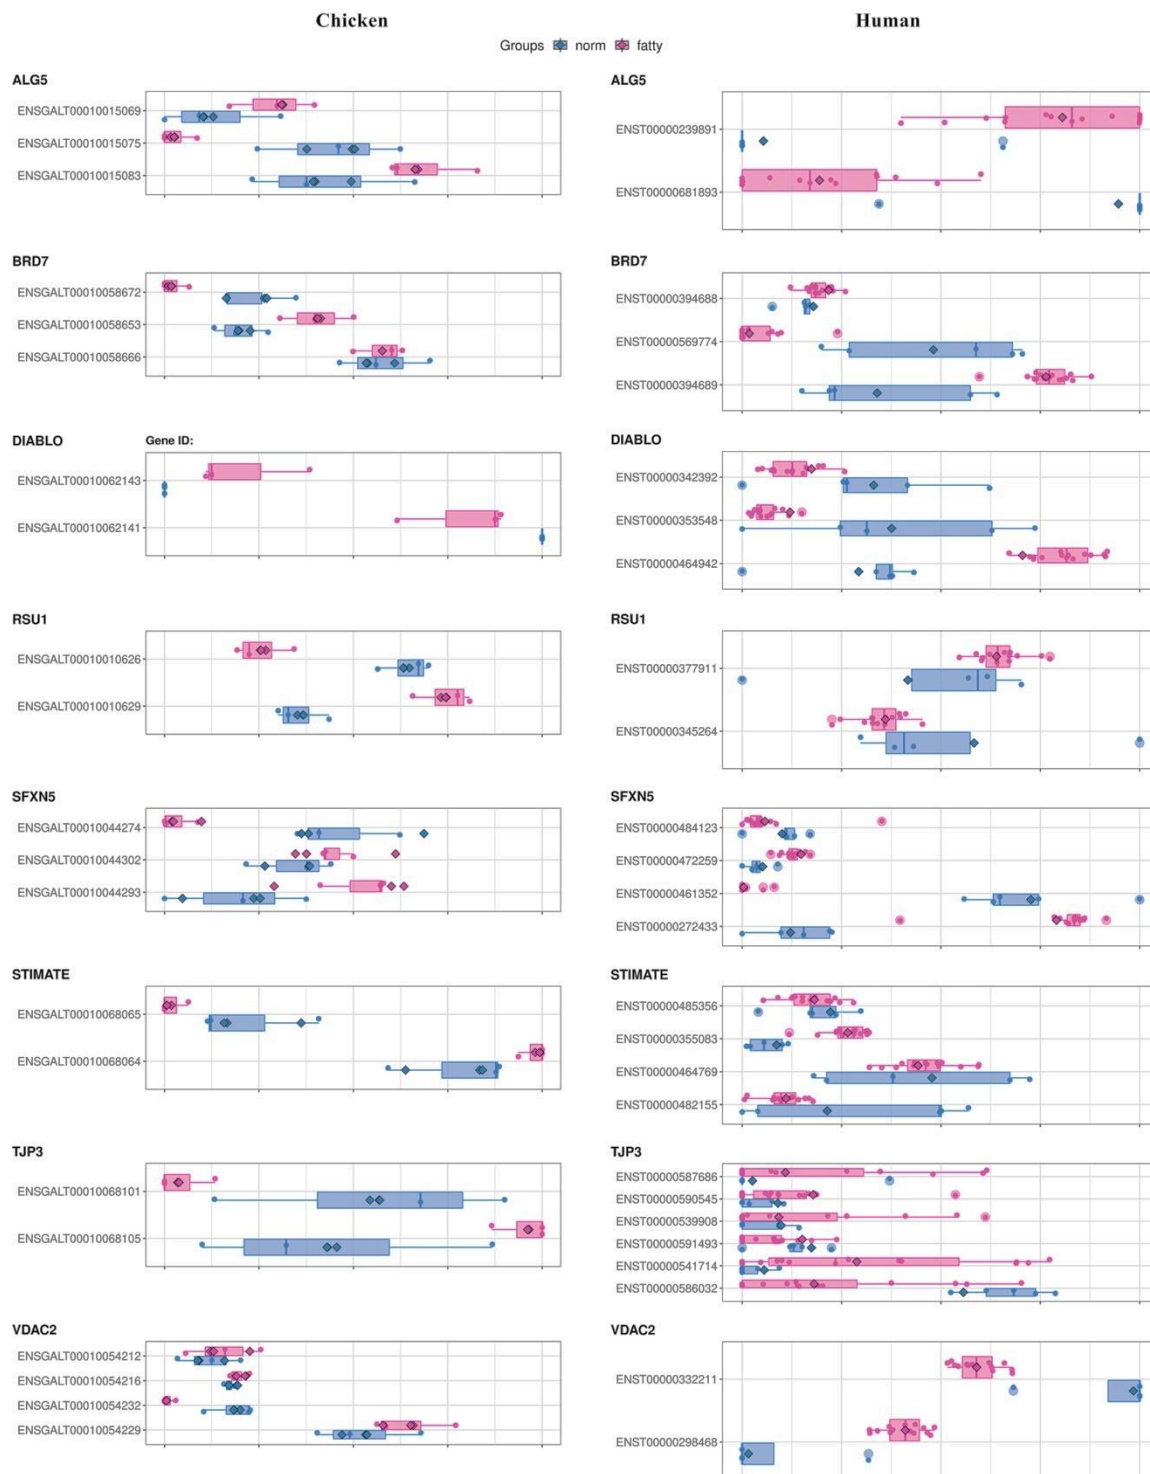 Chicken
Human
Groups norm fatty
ALG5
ENSGALT00010015069
ENSGALT00010015075
ENSGALT00010015083
ALG5
ENST00000239891
ENST00000681893
BRD7
ENSGALT00010058672
ENSGALT00010058653
ENSGALT00010058666
BRD7
ENST00000394688
ENST00000569774
ENST00000394689
DIABLO
Gene ID:
ENSGALT00010062143
ENSGALT00010062141
DIABLO
ENST00000342392
ENST00000353548
ENST00000464942
RSU1
ENSGALT00010010626
ENSGALT00010010629
RSU1
ENST00000377911
ENST00000345264
SFXN5
ENSGALT00010044274
ENSGALT00010044302
ENSGALT00010044293
SFXN5
ENST00000484123
ENST00000472259
ENST00000461352
ENST00000272433
STIMATE
ENSGALT00010068065
ENSGALT00010068064
STIMATE
ENST00000485356
ENST00000355083
ENST00000464769
ENST00000482155
TJP3
ENSGALT00010068101
ENSGALT00010068105
TJP3
ENST00000587686
ENST00000590545
ENST00000539908
ENST00000591493
ENST00000541714
ENST00000586032
VDAC2
ENSGALT00010054212
ENSGALT00010054216
ENSGALT00010054232
ENSGALT00010054229
VDAC2
ENST00000332211
ENST00000298468